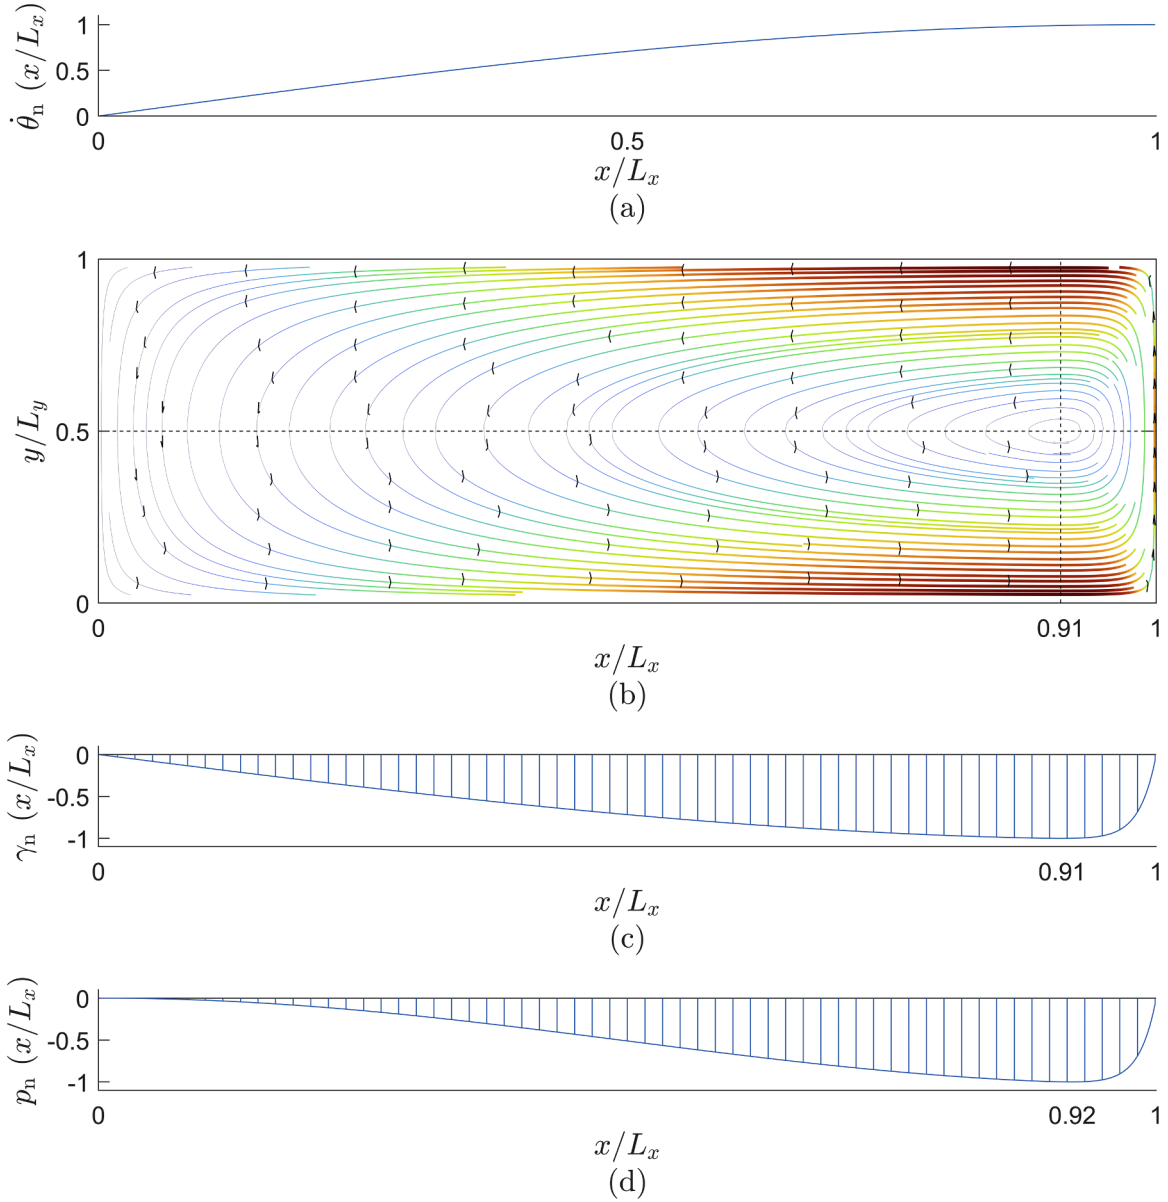 θ̇n (x/Lx)
1
0.5
0
0 0.5 1
x/Lx
(a)
y/Ly
1
0.5
0
0 0.91 1
x/Lx
(b)
γn (x/Lx)
0
-0.5
-1
0 0.91 1
x/Lx
(c)
pn (x/Lx)
0
-0.5
-1
0 0.92 1
x/Lx
(d)